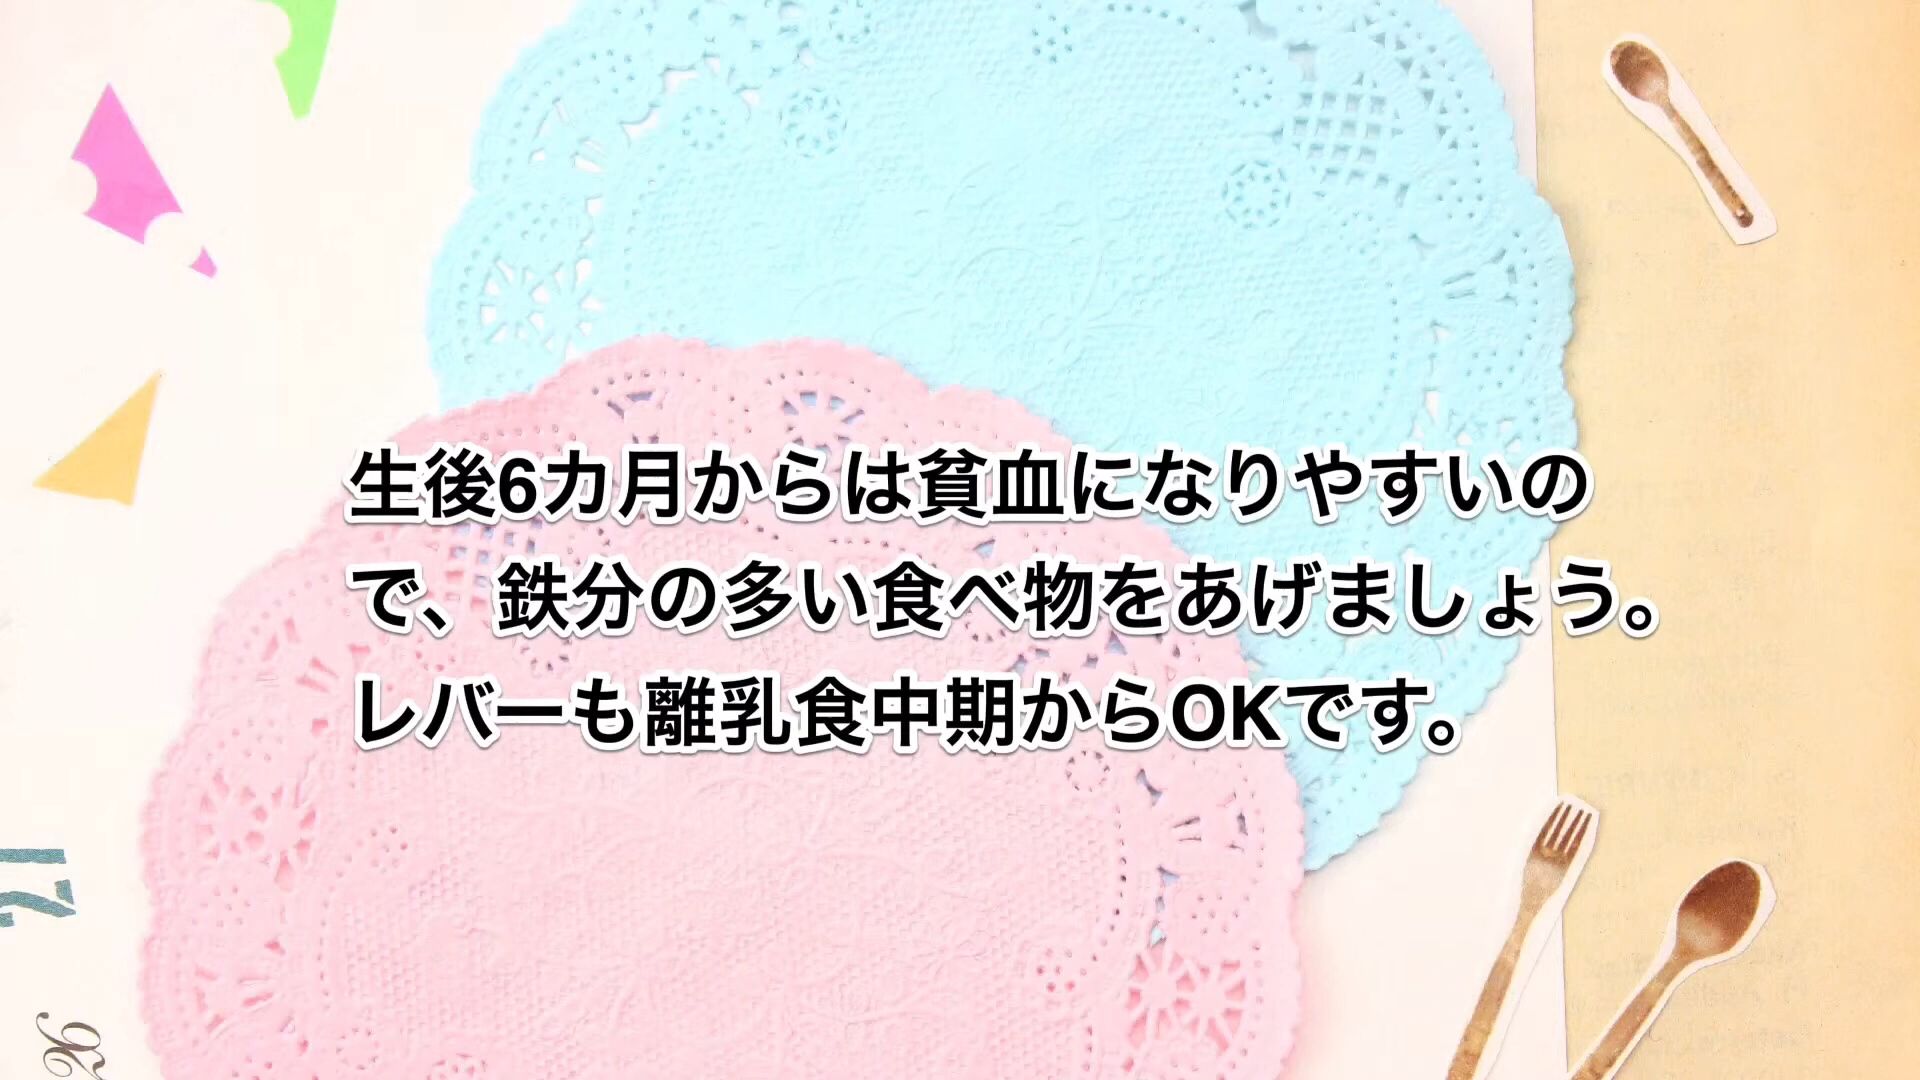 生後6カ月からは貧血になりやすいの
で、鉄分の多い食べ物をあげましょう。
レバーも離乳食中期からOKです。